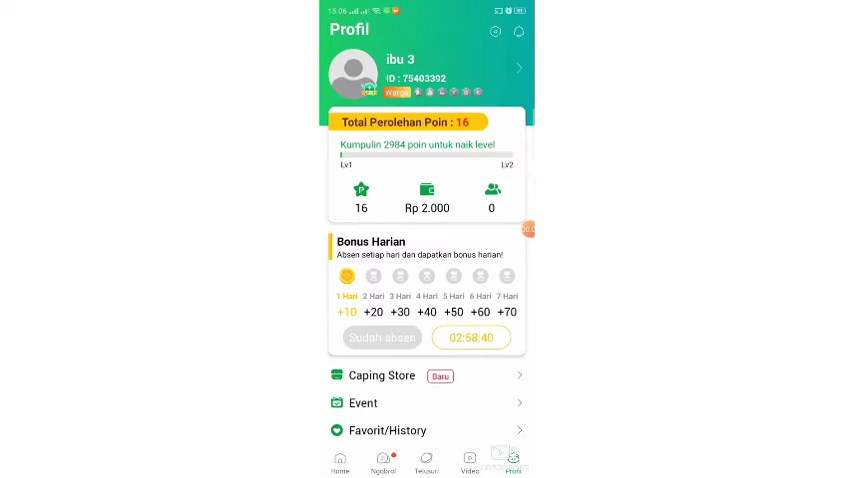 15.06
Profil
ibu 3
ID : 75403392
Warga
Total Perolehan Poin : 16
Kumpulin 2984 poin untuk naik level
Lv1 Lv2
16 Rp 2.000 0
Bonus Harian
Absen setiap hari dan dapatkan bonus harian!
1 Hari 2 Hari 3 Hari 4 Hari 5 Hari 6 Hari 7 Hari
+10 +20 +30 +40 +50 +60 +70
Sudah absen 02:58:40
Caping Store Baru
Event
Favorit/History
Home Ngobrol Telusuri Video Profil